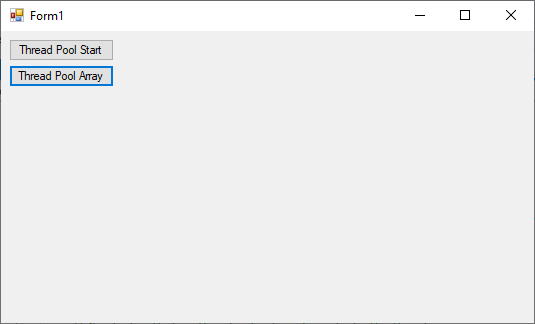 Form1
Thread Pool Start
Thread Pool Array